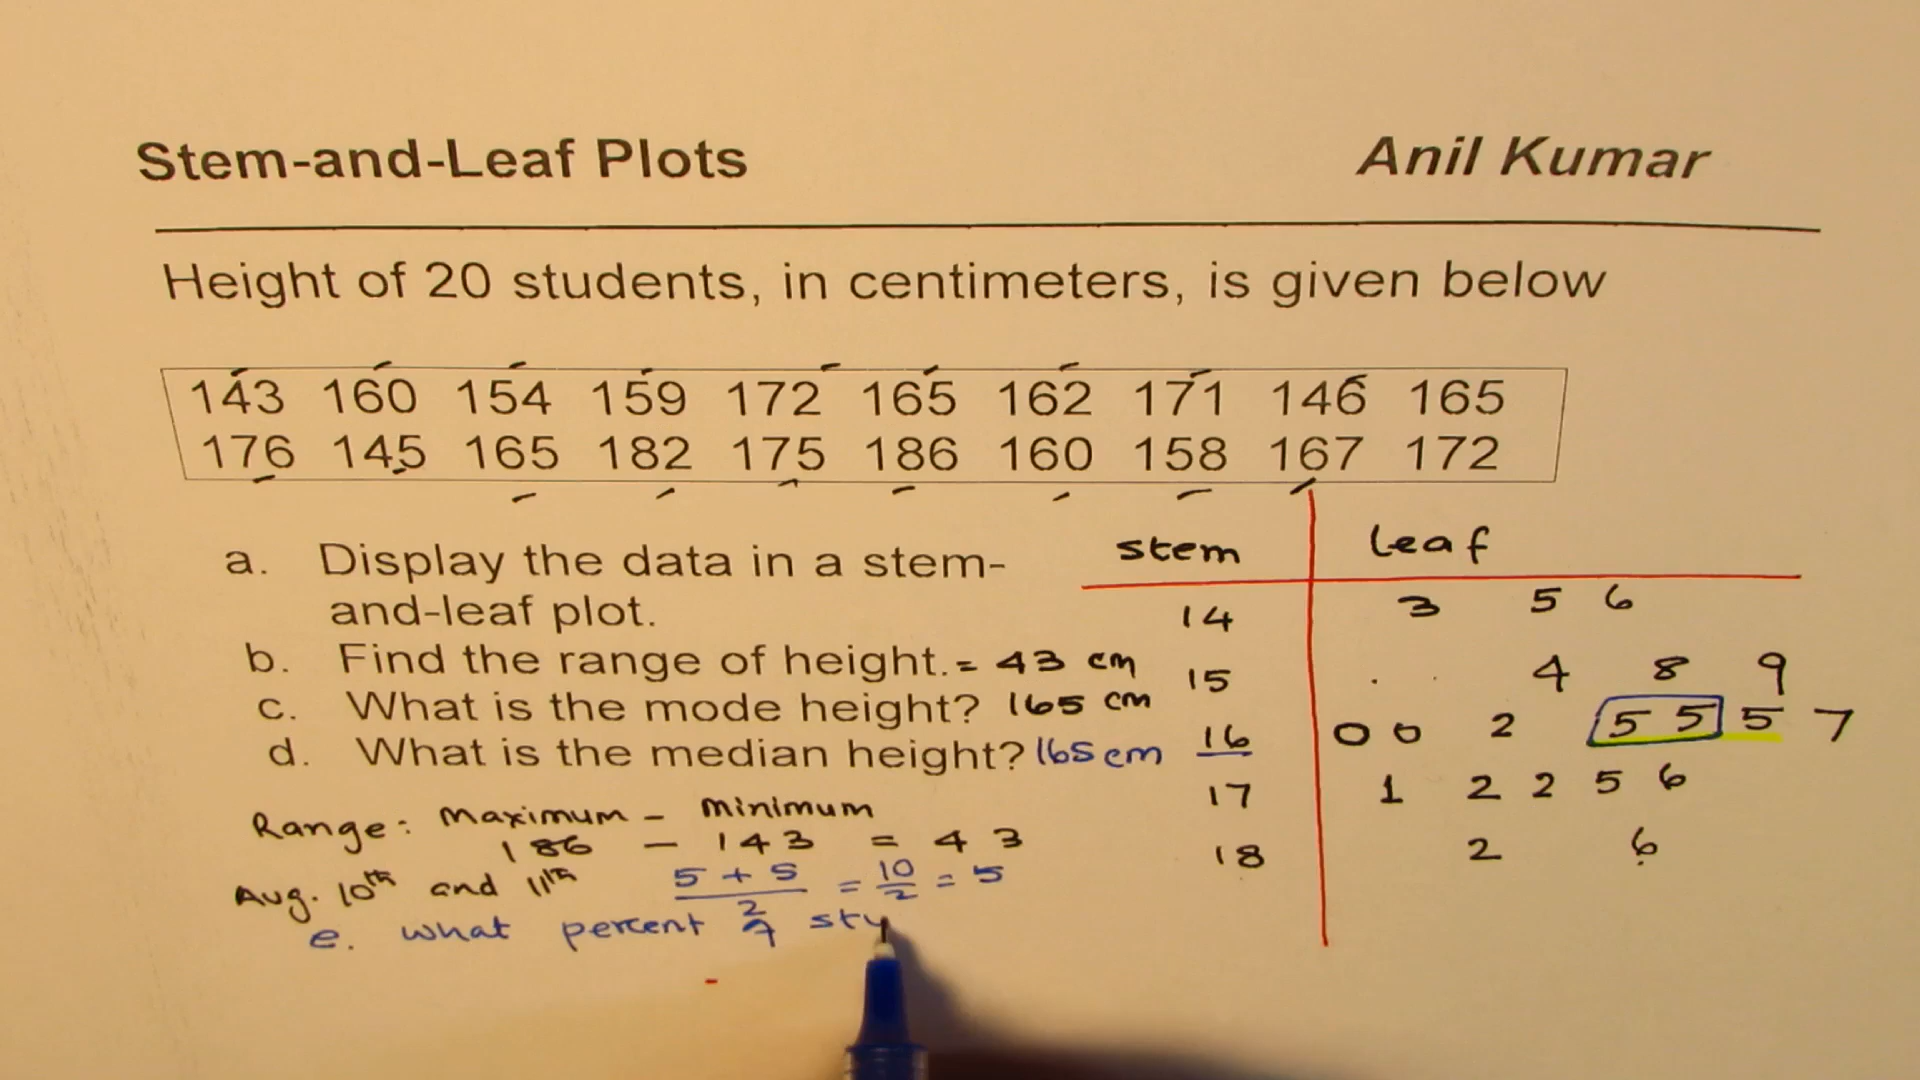 Stem-and-Leaf Plots Anil Kumar
Height of 20 students, in centimeters, is given below
143 160 154 159 172 165 162 171 146 165
176 145 165 182 175 186 160 158 167 172
a. Display the data in a stem-
and-leaf plot.
b. Find the range of height. = 43 cm
c. What is the mode height? 165 cm
d. What is the median height? 165 cm
Range: Maximum - Minimum
186 - 143 = 43
Aug. 10th and 11th 5 + 5 / 2 = 10 / 2 = 5
e. What percent of stu
stem leaf
14 3 5 6
15 4 8 9
16 0 0 2 5 5 5 7
17 1 2 2 5 6
18 2 6